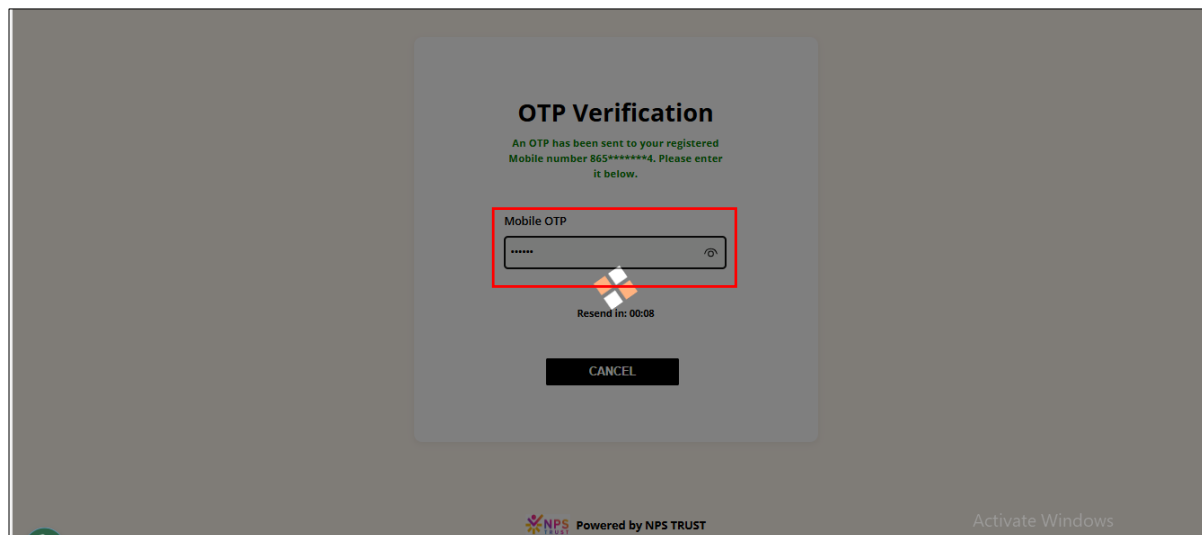 OTP Verification
An OTP has been sent to your registered
Mobile number 865*******4. Please enter
it below.
Mobile OTP
••••••
Resend in: 00:08
CANCEL
NPS
TRUST
Powered by NPS TRUST
Activate Windows